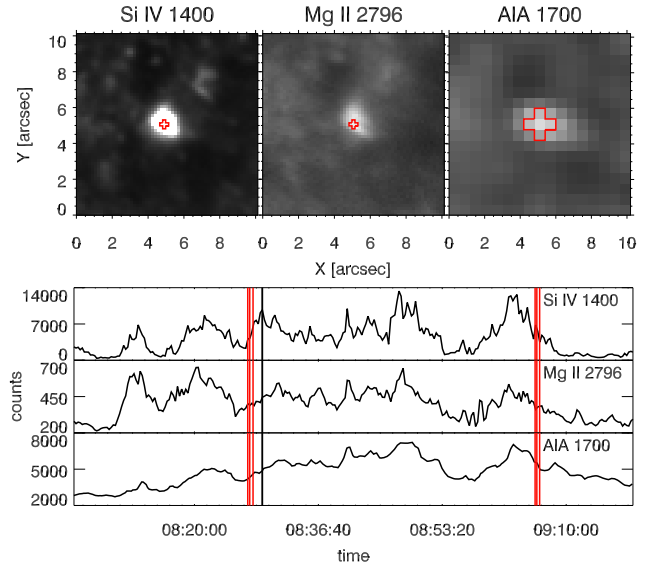 Si IV 1400 Mg II 2796 AIA 1700
10
8
6
4
2
0
Y [arcsec]
0 2 4 6 8 0 2 4 6 8 0 2 4 6 8 10
X [arcsec]
14000 Si IV 1400
7000
0
700 Mg II 2796
450
200
counts
8000 AIA 1700
5000
2000
08:20:00 08:36:40 08:53:20 09:10:00
time